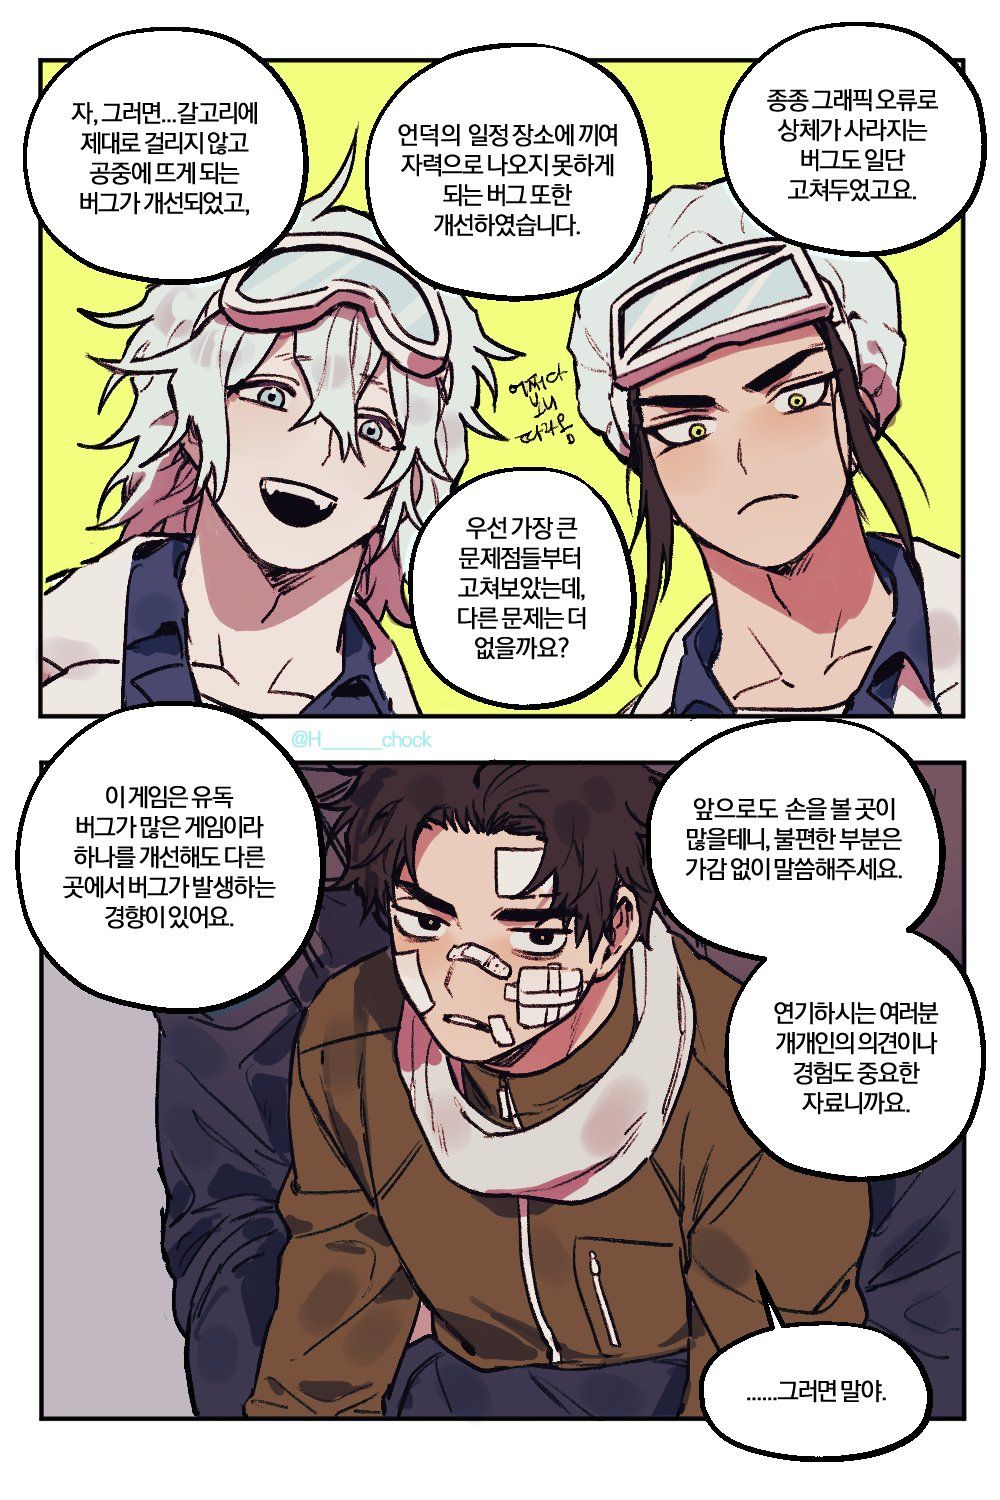 자, 그러면...갈고리에
제대로 걸리지 않고
공중에 뜨게 되는
버그가 개선되었고,
언덕의 일정 장소에 끼여
자력으로 나오지 못하게
되는 버그 또한
개선하였습니다.
종종 그래픽 오류로
상체가 사라지는
버그도 일단
고쳐두었고요.
어쩌다
보니
따라옴
우선 가장 큰
문제점들부터
고쳐보았는데,
다른 문제는 더
없을까요?
@H______chock
이 게임은 유독
버그가 많은 게임이라
하나를 개선해도 다른
곳에서 버그가 발생하는
경향이 있어요.
앞으로도 손을 볼 곳이
많을테니, 불편한 부분은
가감 없이 말씀해주세요.
연기하시는 여러분
개개인의 의견이나
경험도 중요한
자료니까요.
......그러면 말야.